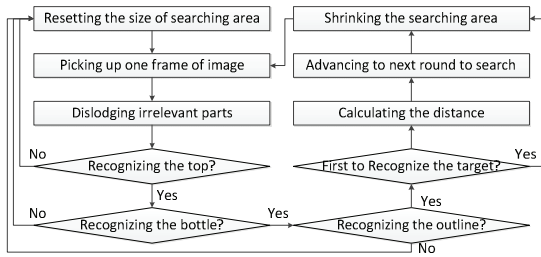 Resetting the size of searching area
Picking up one frame of image
Dislodging irrelevant parts
Recognizing the top?
No
Yes
Recognizing the bottle?
No
Yes
Recognizing the outline?
No
Yes
First to Recognize the target?
Yes
Calculating the distance
Advancing to next round to search
Shrinking the searching area